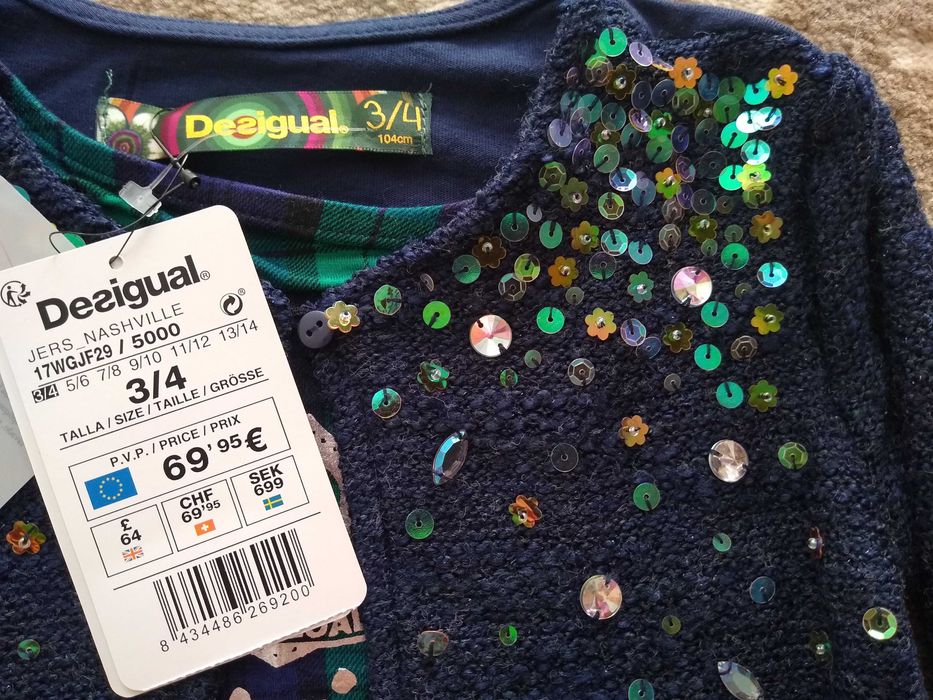 Desigual® 3/4
104cm
Desigual®
JERS_NASHVILLE
17WGJF29 / 5000
3/4 5/6 7/8 9/10 11/12 13/14
3/4
TALLA / SIZE / TAILLE / GRÖSSE
P.V.P. / PRICE / PRIX
69'95€
£
64
CHF
69'95
SEK
699
8 434486 269200